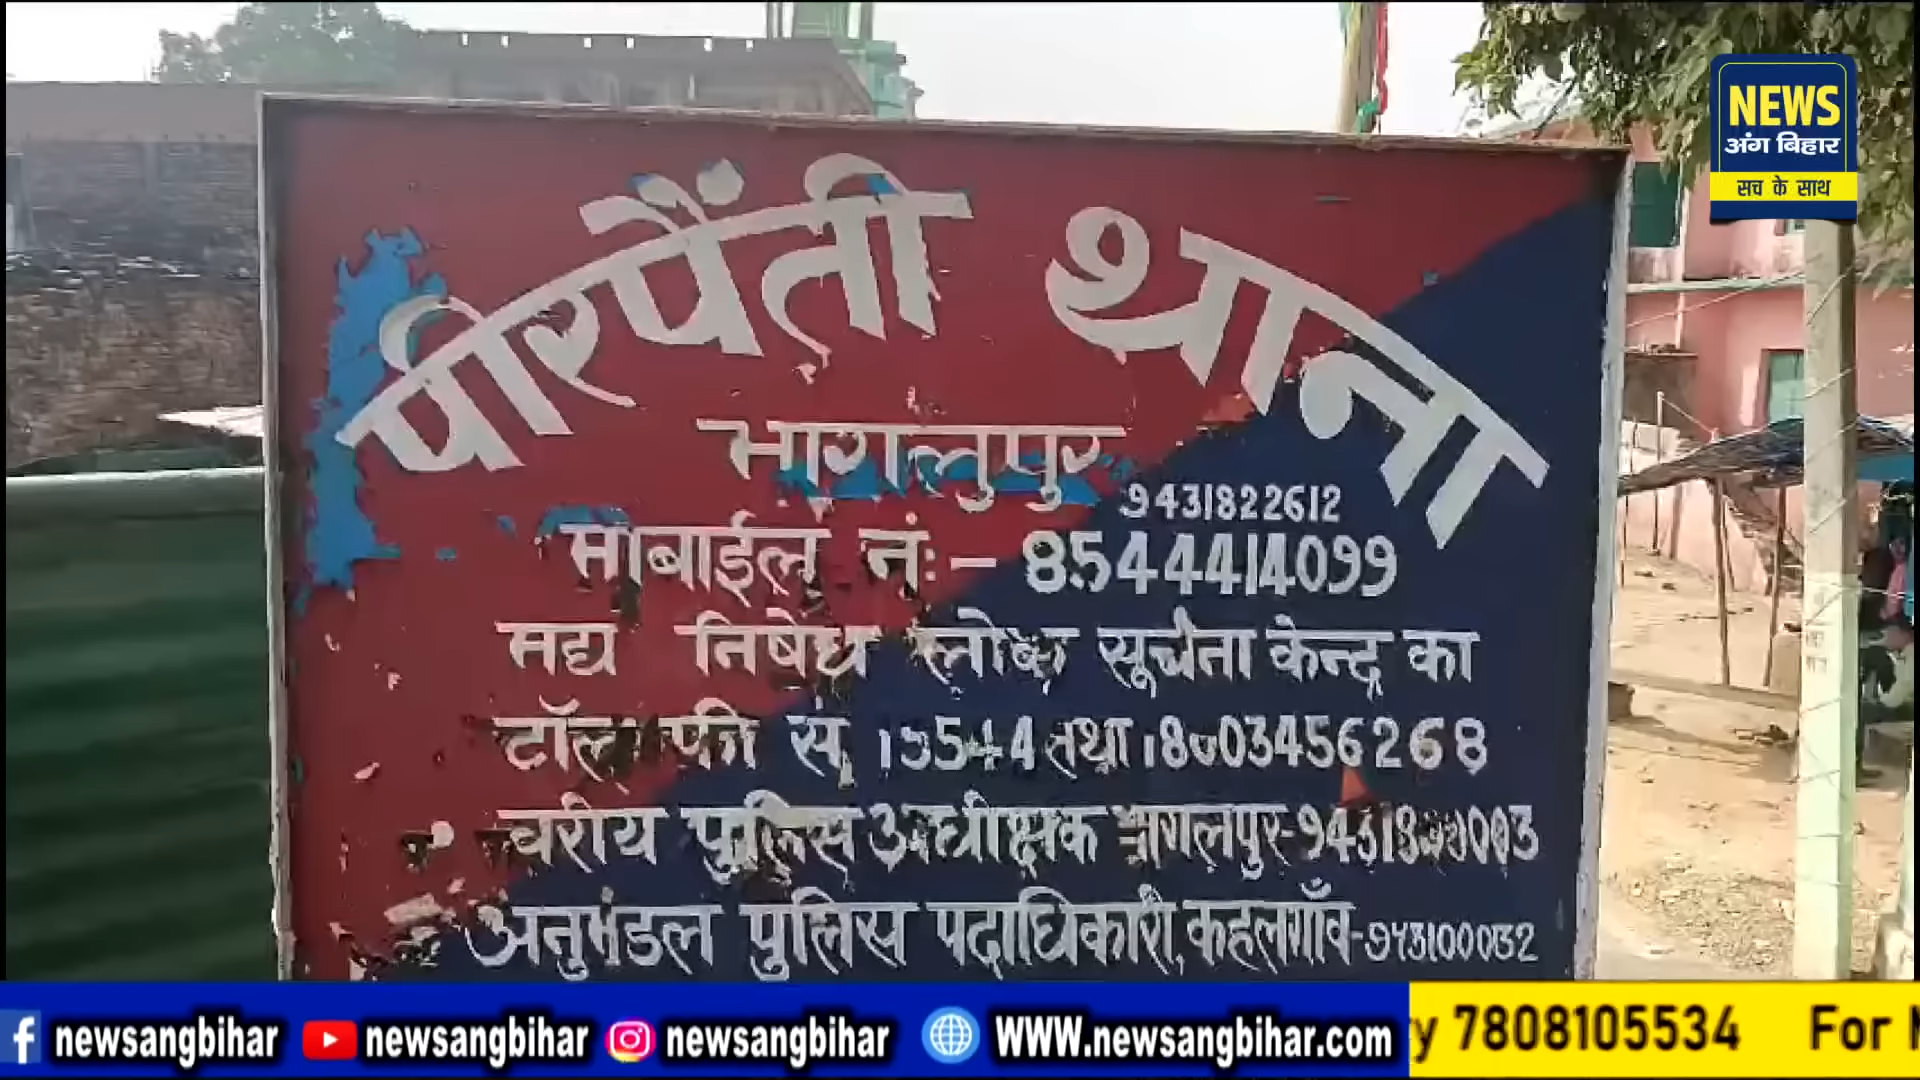 NEWS
अंग बिहार
सच के साथ
पीरपैंती थाना
भागलपुर
9431822612
मोबाईल नं:- 8544414099
मद्य निषेध लोक सूचना केन्द्र का
टॉल फ्री सं 15544 तथा 18003456268
वरीय पुलिस अधीक्षक भागलपुर-
अनुमंडल पुलिस पदाधिकारी, कहलगाँव-
newsangbihar newsangbihar newsangbihar WWW.newsangbihar.com
7808105534 For